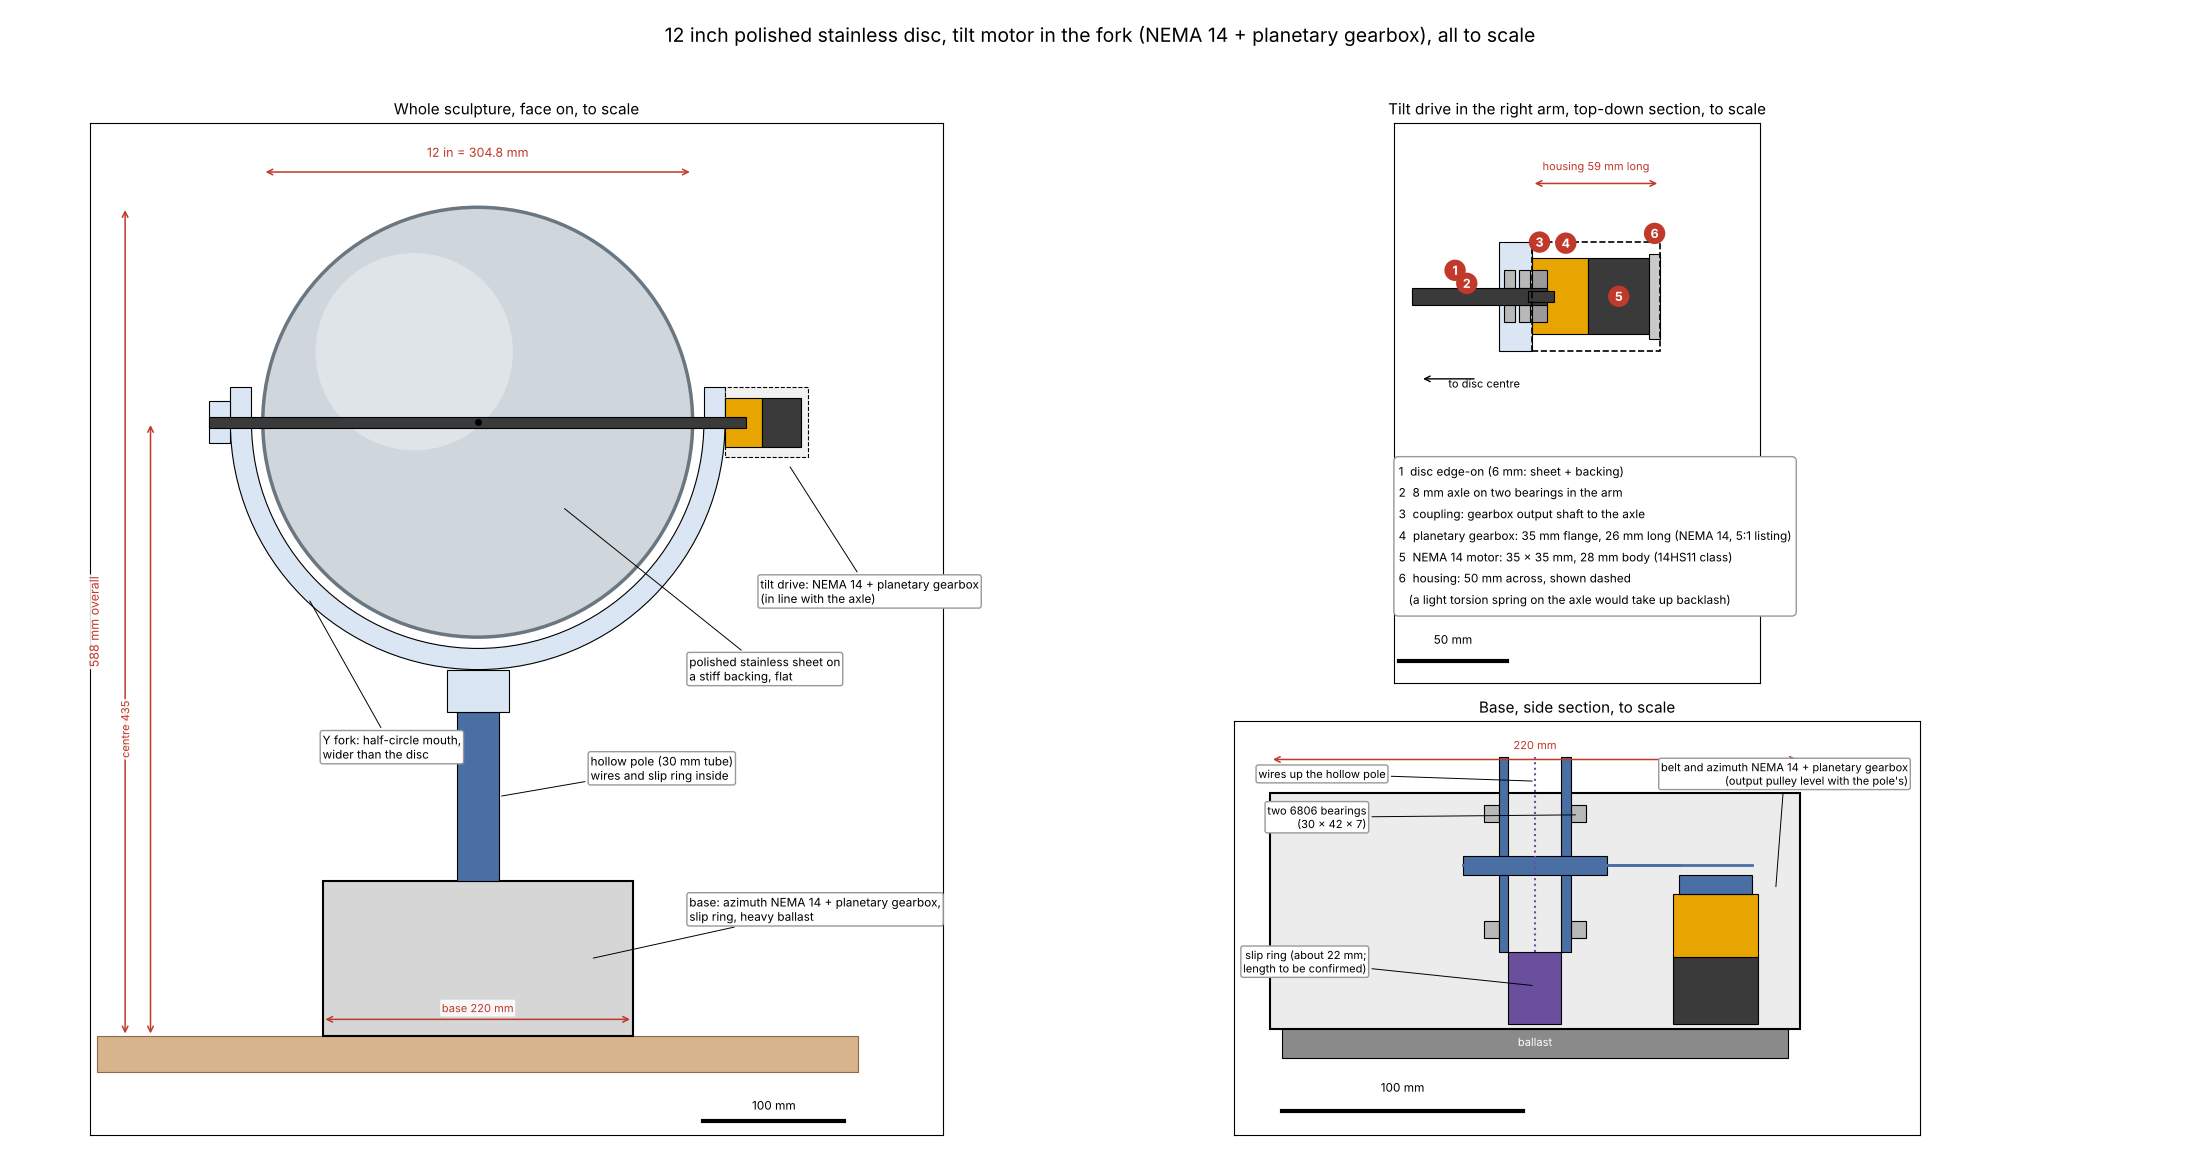 12 inch polished stainless disc, tilt motor in the fork (NEMA 14 + planetary gearbox), all to scale
Whole sculpture, face on, to scale
12 in = 304.8 mm
588 mm overall
centre 435
tilt drive: NEMA 14 + planetary gearbox
(in line with the axle)
polished stainless sheet on
a stiff backing, flat
Y fork: half-circle mouth,
wider than the disc
hollow pole (30 mm tube)
wires and slip ring inside
base: azimuth NEMA 14 + planetary gearbox,
slip ring, heavy ballast
base 220 mm
100 mm
Tilt drive in the right arm, top-down section, to scale
housing 59 mm long
1
2
3
4
5
6
to disc centre
1 disc edge-on (6 mm: sheet + backing)
2 8 mm axle on two bearings in the arm
3 coupling: gearbox output shaft to the axle
4 planetary gearbox: 35 mm flange, 26 mm long (NEMA 14, 5:1 listing)
5 NEMA 14 motor: 35 × 35 mm, 28 mm body (14HS11 class)
6 housing: 50 mm across, shown dashed
(a light torsion spring on the axle would take up backlash)
50 mm
Base, side section, to scale
220 mm
wires up the hollow pole
belt and azimuth NEMA 14 + planetary gearbox
(output pulley level with the pole's)
two 6806 bearings
(30 × 42 × 7)
slip ring (about 22 mm;
length to be confirmed)
ballast
100 mm